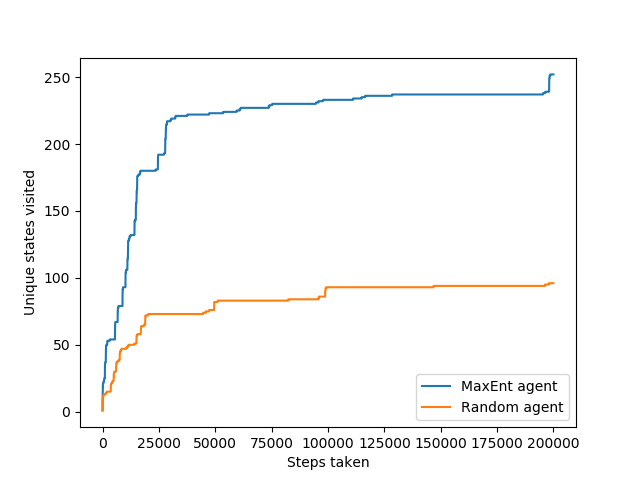 Unique states visited
250
200
150
100
50
0
0 25000 50000 75000 100000 125000 150000 175000 200000
Steps taken
MaxEnt agent
Random agent